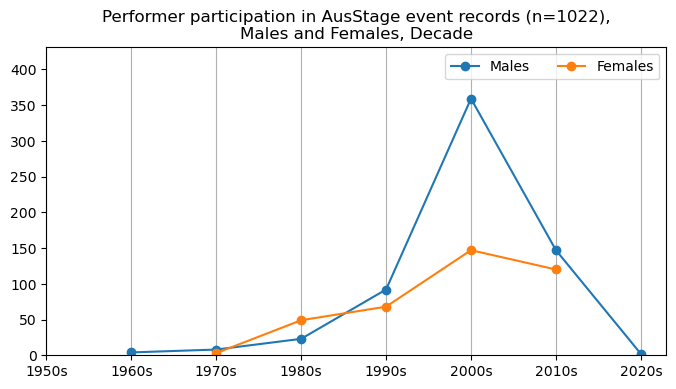 Performer participation in AusStage event records (n=1022),
Males and Females, Decade
Males Females
400
350
300
250
200
150
100
50
0
1950s 1960s 1970s 1980s 1990s 2000s 2010s 2020s